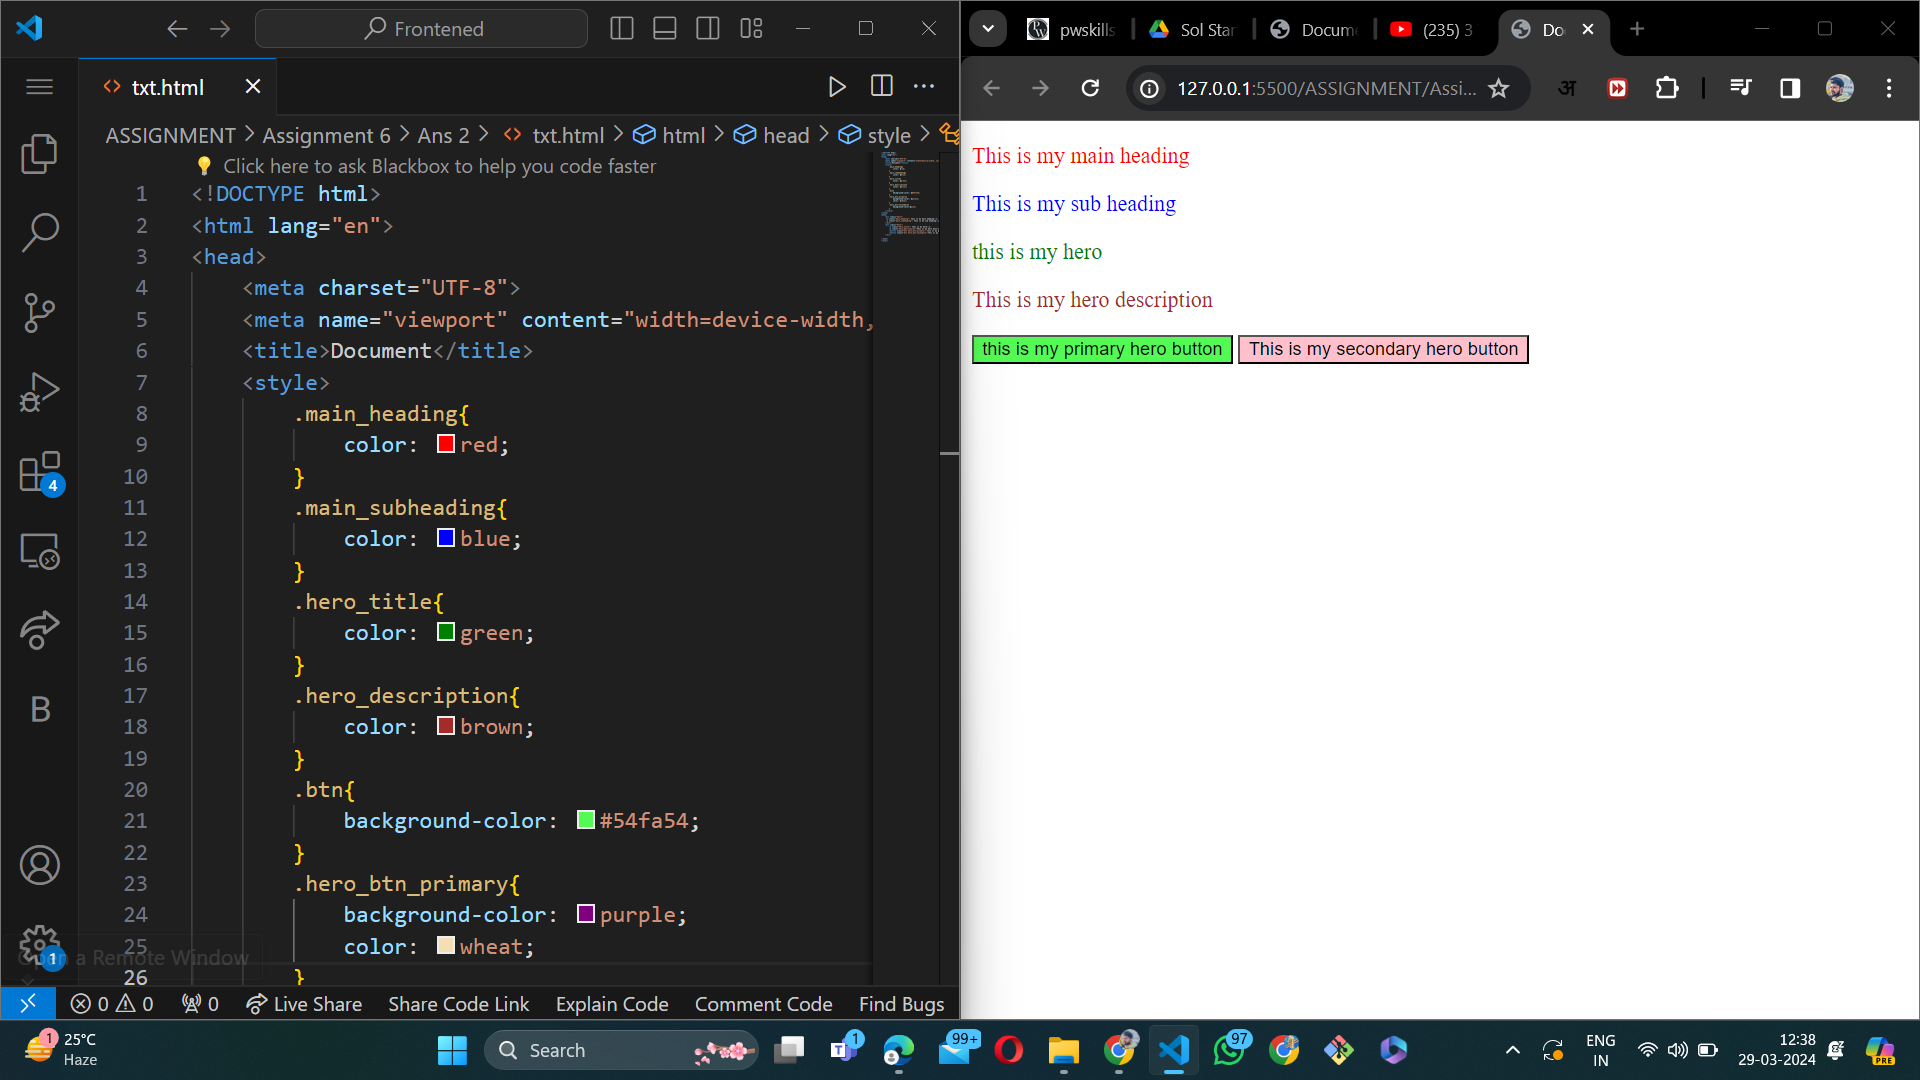 Frontened
txt.html
ASSIGNMENT > Assignment 6 > Ans 2 > txt.html > html > head > style >
Click here to ask Blackbox to help you code faster
1 <!DOCTYPE html>
2 <html lang="en">
3 <head>
4 <meta charset="UTF-8">
5 <meta name="viewport" content="width=device-width,
6 <title>Document</title>
7 <style>
8 .main_heading{
9 color: red;
10 }
11 .main_subheading{
12 color: blue;
13 }
14 .hero_title{
15 color: green;
16 }
17 .hero_description{
18 color: brown;
19 }
20 .btn{
21 background-color: #54fa54;
22 }
23 .hero_btn_primary{
24 background-color: purple;
25 color: wheat;
26 }
4
B
1
Open a Remote Window
0 0 0 Live Share Share Code Link Explain Code Comment Code Find Bugs
pwskills Sol Star Docum (235) 3 Do
127.0.0.1:5500/ASSIGNMENT/Assi...
अ
This is my main heading
This is my sub heading
this is my hero
This is my hero description
this is my primary hero button This is my secondary hero button
1
25°C
Haze
Search
1
99+
97
ENG
IN
12:38
29-03-2024
PRE